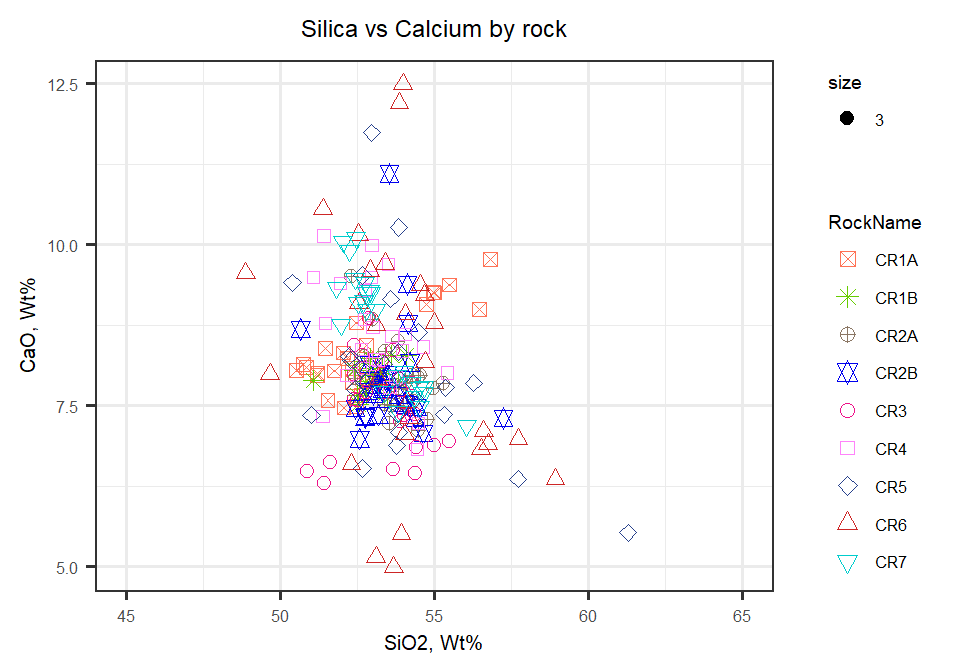 Silica vs Calcium by rock
12.5
10.0
7.5
5.0
CaO, Wt%
45
50
55
60
65
SiO2, Wt%
size
3
RockName
CR1A
CR1B
CR2A
CR2B
CR3
CR4
CR5
CR6
CR7